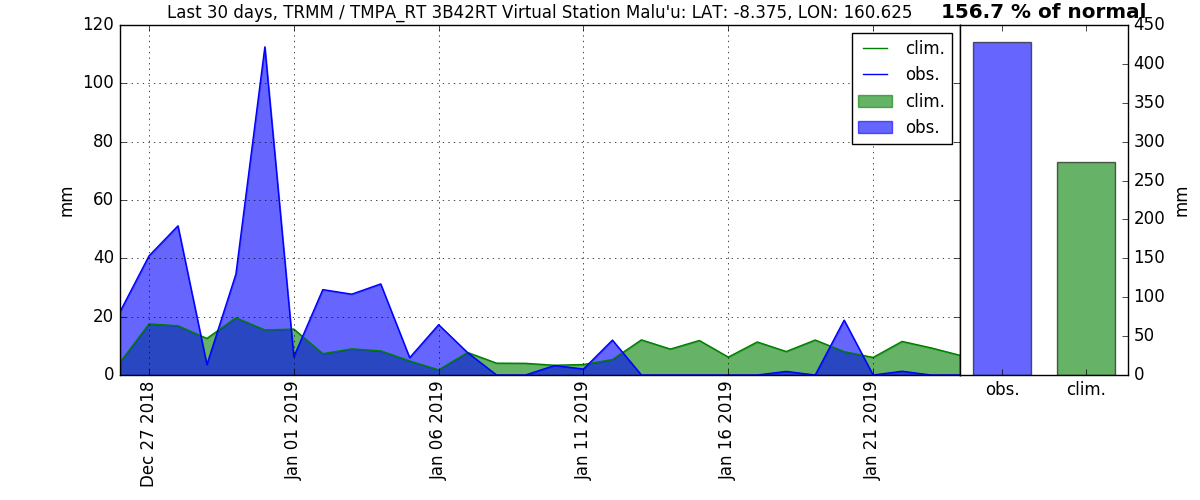 Last 30 days, TRMM / TMPA_RT 3B42RT Virtual Station Malu'u: LAT: -8.375, LON: 160.625
156.7 % of normal
120
100
80
60
40
20
0
mm
clim.
obs.
clim.
obs.
Dec 27 2018
Jan 01 2019
Jan 06 2019
Jan 11 2019
Jan 16 2019
Jan 21 2019
450
400
350
300
250
200
150
100
50
0
mm
obs.
clim.